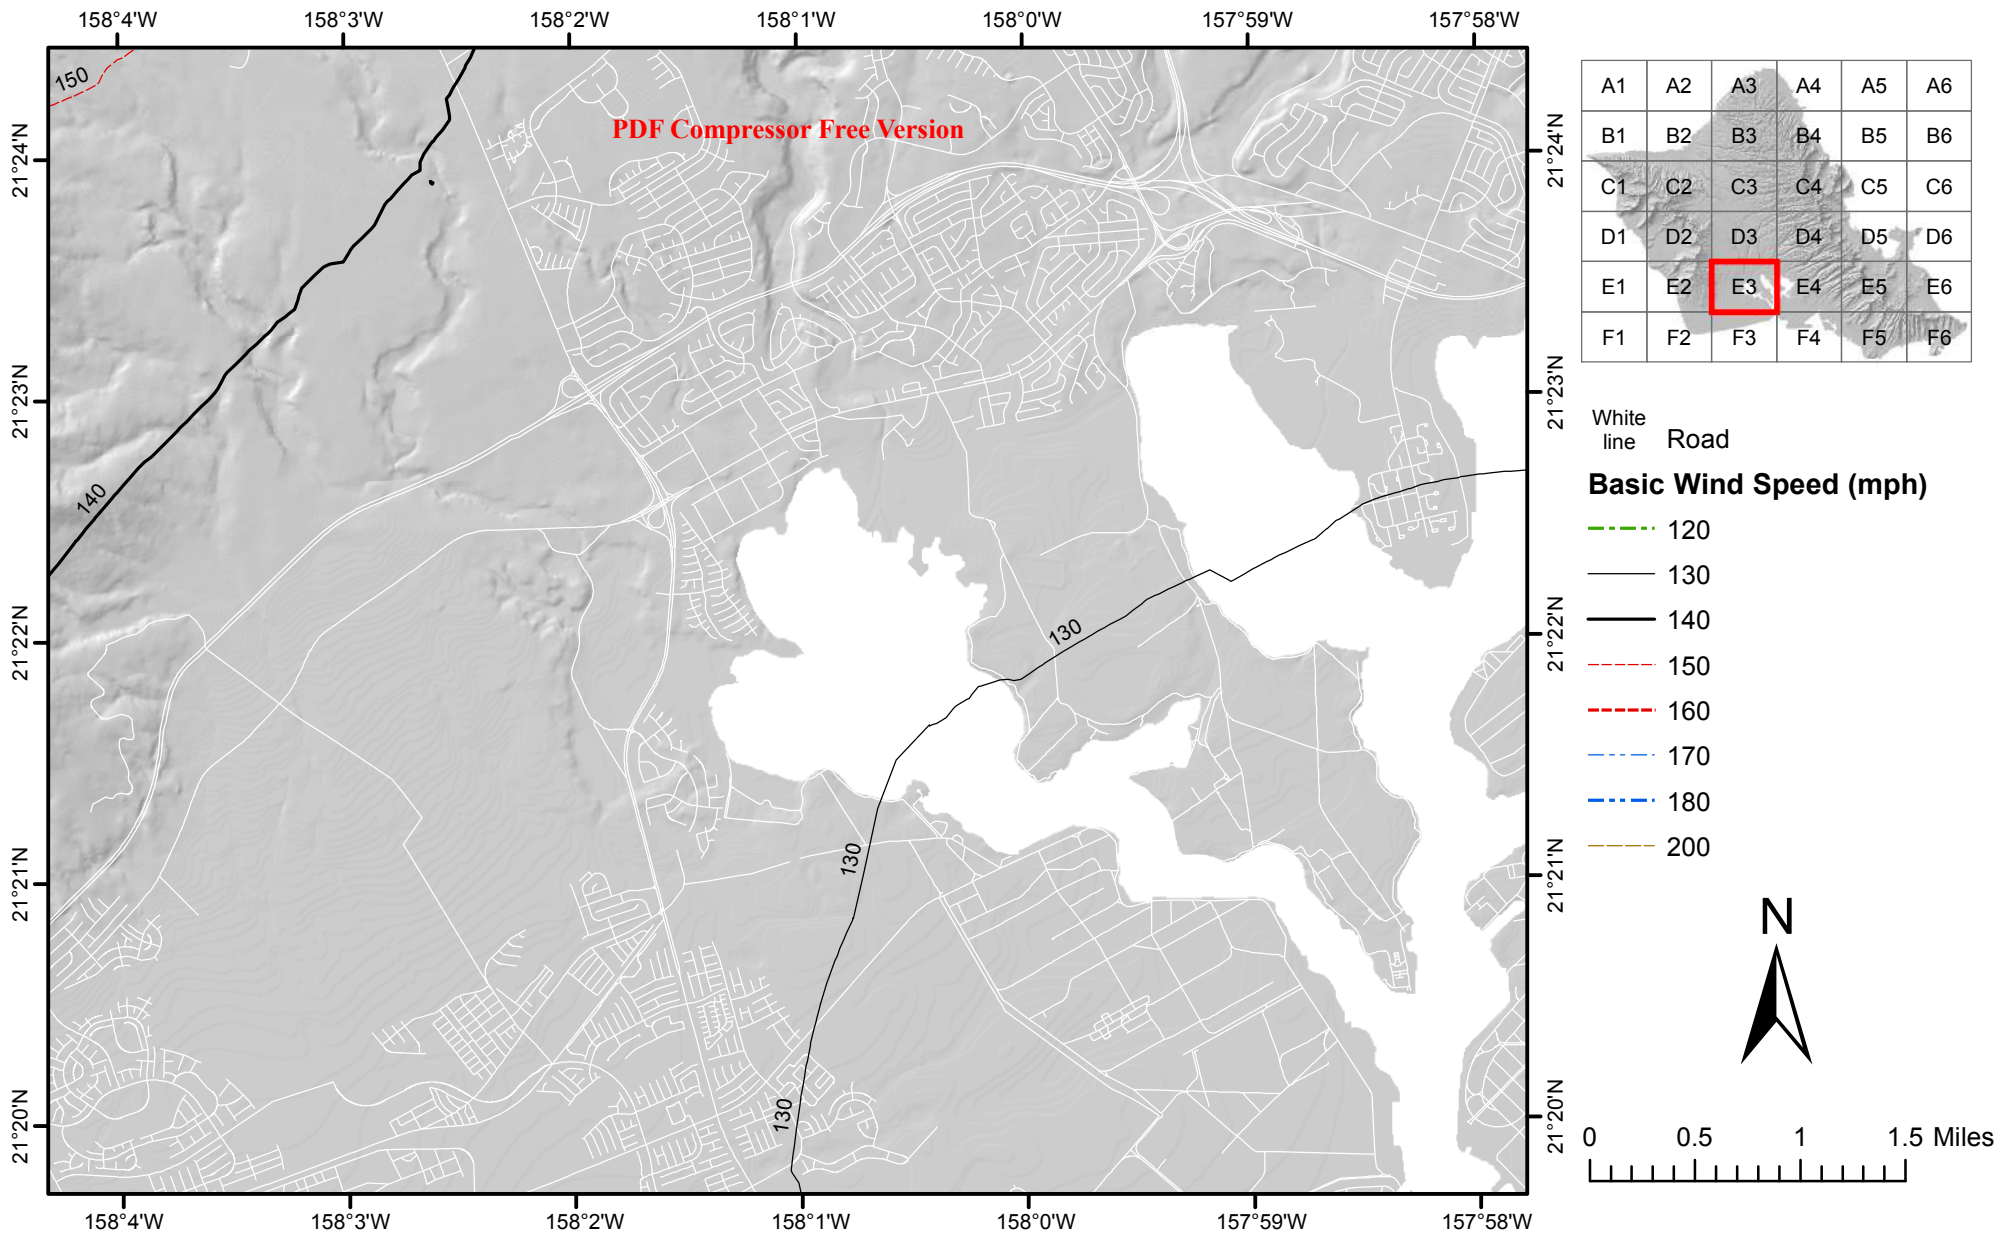 158°4'W 158°3'W 158°2'W 158°1'W 158°0'W 157°59'W 157°58'W
150
PDF Compressor Free Version
21°24'N
21°23'N
21°22'N
21°21'N
21°20'N
140
130
130
130
21°24'N
21°23'N
21°22'N
21°21'N
21°20'N
158°4'W 158°3'W 158°2'W 158°1'W 158°0'W 157°59'W 157°58'W
A1 A2 A3 A4 A5 A6
B1 B2 B3 B4 B5 B6
C1 C2 C3 C4 C5 C6
D1 D2 D3 D4 D5 D6
E1 E2 E3 E4 E5 E6
F1 F2 F3 F4 F5 F6
White
line Road
Basic Wind Speed (mph)
120
130
140
150
160
170
180
200
N
0 0.5 1 1.5 Miles